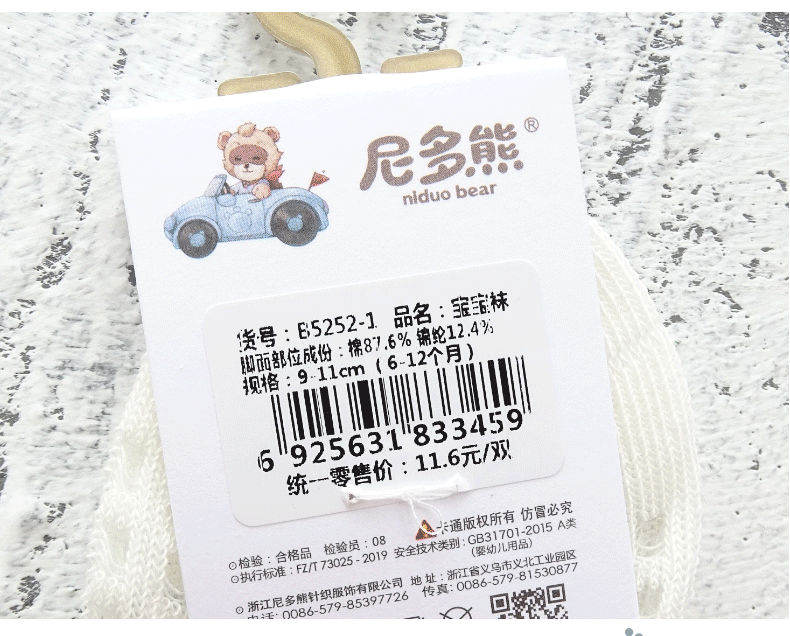 尼多熊®
niduo bear
货号：B5252-1 品名：宝宝袜
脚面部位成份：棉87.6% 锦纶12.4%
规格：9-11cm（6-12个月）
6 925631 833459
统一零售价：11.6元/双
卡通版权所有 仿冒必究
⊙检验：合格品 检验员：08
安全技术类别：GB31701-2015 A类
⊙执行标准：FZ/T 73025-2019
（婴幼儿用品）
⊙浙江尼多熊针织服饰有限公司 地址：浙江省义乌市义北工业园区
电话：0086-579-85397726 传真：0086-579-81530877